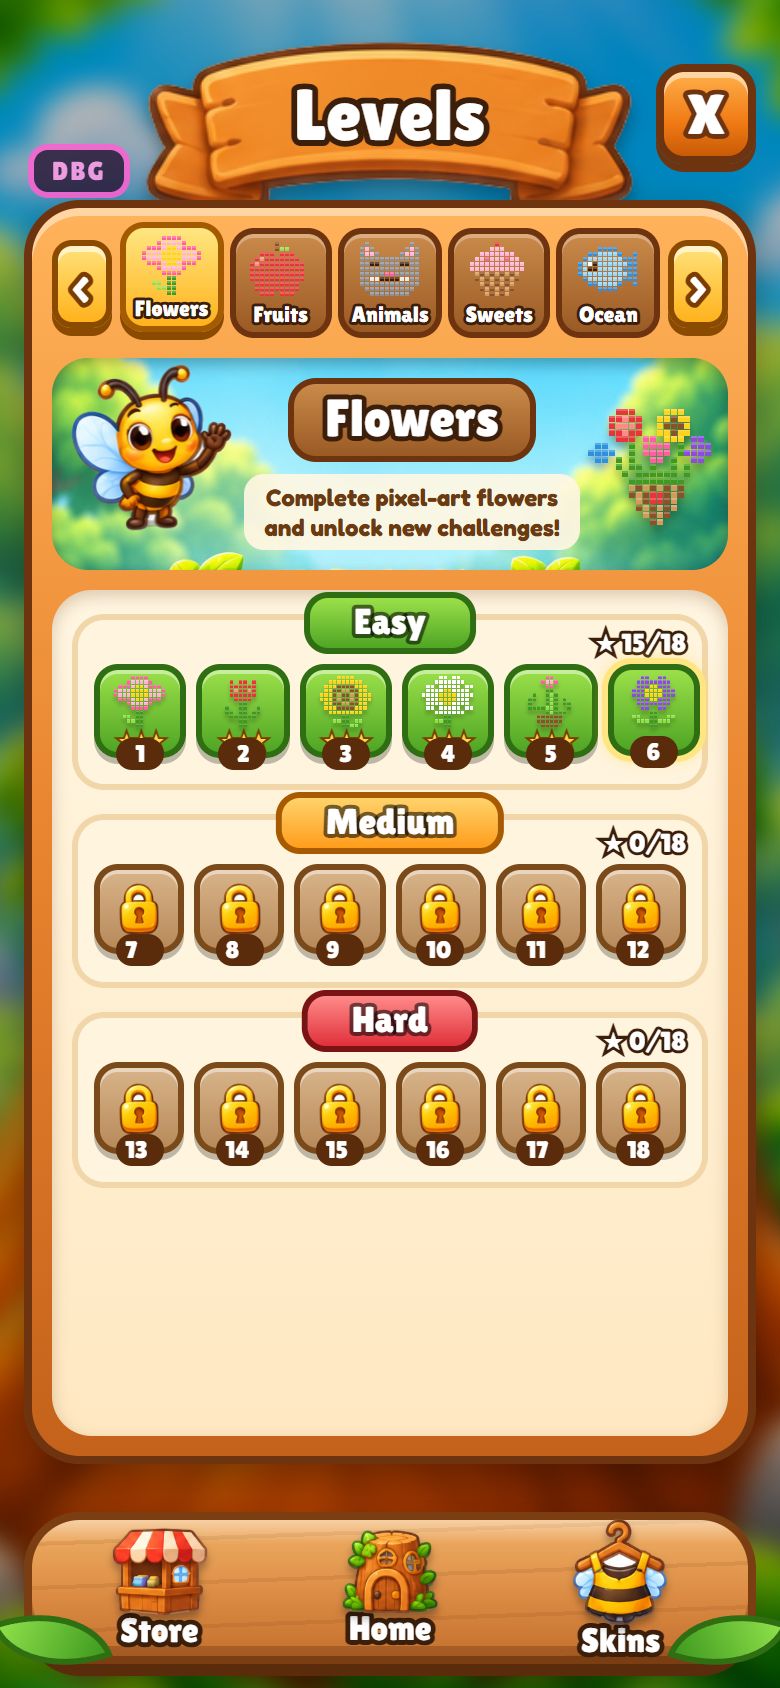 Levels
X
DBG
Flowers
Fruits
Animals
Sweets
Ocean
Flowers
Complete pixel-art flowers
and unlock new challenges!
Easy
15/18
1
2
3
4
5
6
Medium
0/18
7
8
9
10
11
12
Hard
0/18
13
14
15
16
17
18
Store
Home
Skins